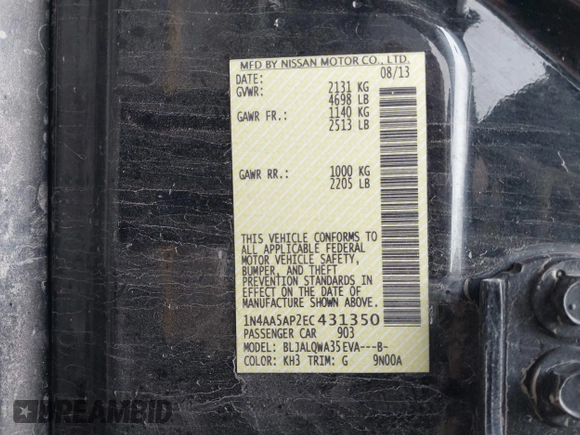 MFD BY NISSAN MOTOR CO., LTD.
DATE: 08/13
GVWR: 2131 KG
4698 LB
GAWR FR.: 1140 KG
2513 LB
GAWR RR.: 1000 KG
2205 LB
THIS VEHICLE CONFORMS TO
ALL APPLICABLE FEDERAL
MOTOR VEHICLE SAFETY,
BUMPER, AND THEFT
PREVENTION STANDARDS IN
EFFECT ON THE DATE OF
MANUFACTURE SHOWN ABOVE.
1N4AA5AP2EC431350
PASSENGER CAR 903
MODEL: BLJALQWA35EVA---B-
COLOR: KH3 TRIM: G 9N00A
DREAMBID